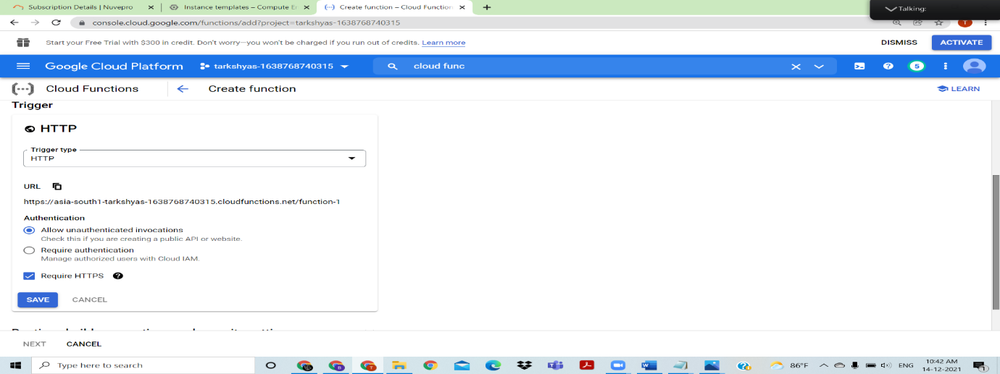 Subscription Details | Nuvepro
Instance templates – Compute E
Create function – Cloud Function
Talking:
console.cloud.google.com/functions/add?project=tarkshyas-1638768740315
Start your Free Trial with $300 in credit. Don't worry—you won't be charged if you run out of credits. Learn more
DISMISS
ACTIVATE
Google Cloud Platform
tarkshyas-1638768740315
cloud func
5
Cloud Functions
Create function
LEARN
Trigger
HTTP
Trigger type
HTTP
URL
https://asia-south1-tarkshyas-1638768740315.cloudfunctions.net/function-1
Authentication
Allow unauthenticated invocations
Check this if you are creating a public API or website.
Require authentication
Manage authorized users with Cloud IAM.
Require HTTPS
SAVE
CANCEL
NEXT
CANCEL
Type here to search
86°F
ENG
10:42 AM
14-12-2021